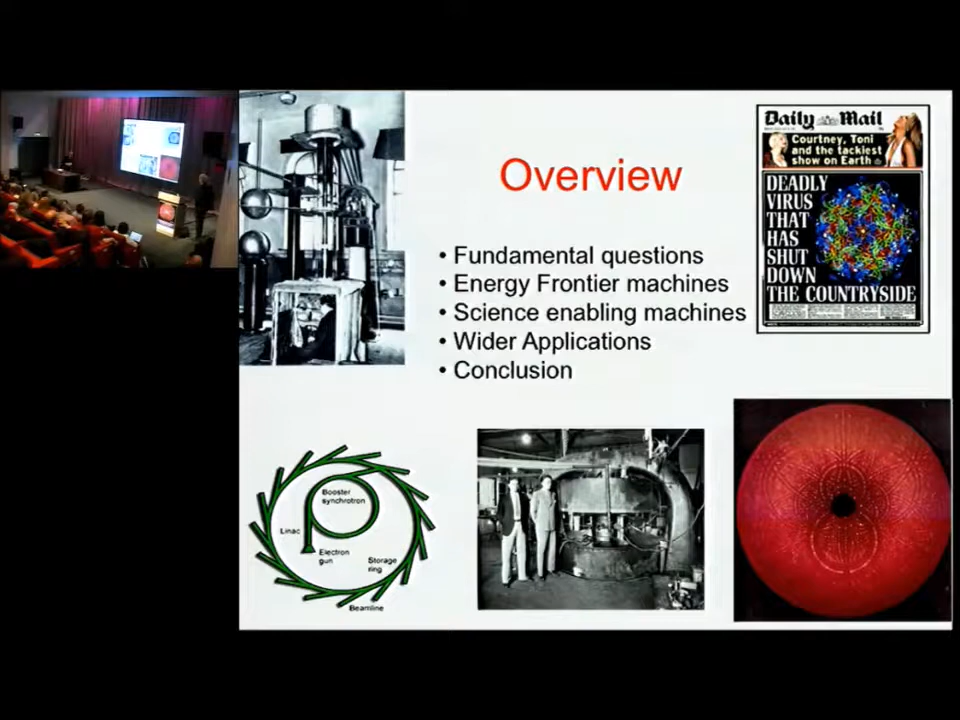 Overview
• Fundamental questions
• Energy Frontier machines
• Science enabling machines
• Wider Applications
• Conclusion
Daily Mail
Courtney, Toni
and the tackiest
show on Earth
DEADLY
VIRUS
THAT
HAS
SHUT
DOWN
THE COUNTRYSIDE
Booster
synchrotron
Linac
Electron
gun
Storage
ring
Beamline